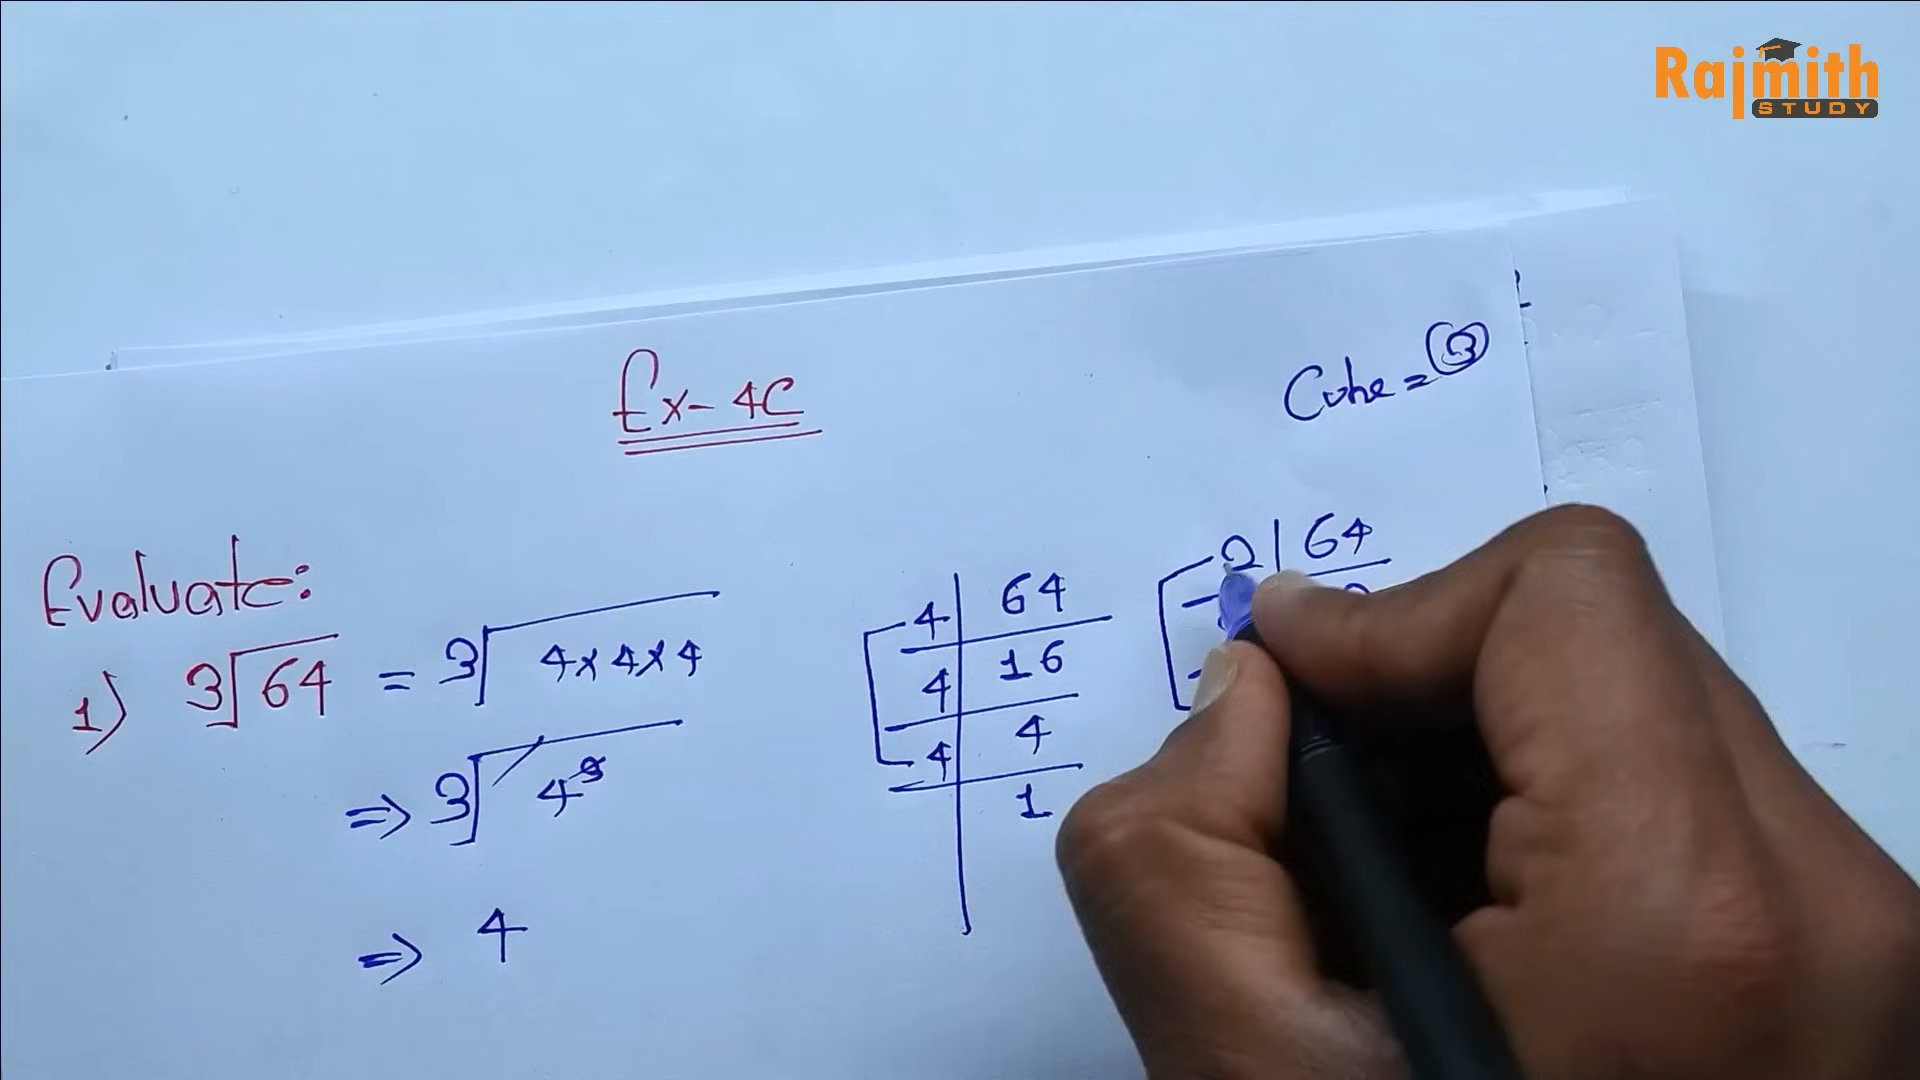 Rajmith
STUDY
Ex-4C
Cube = 3
Evaluate:
1) 3√64 = 3√4×4×4
⇒ 3√4³
⇒ 4
4 | 64
4 | 16
4 | 4
1
2 | 64